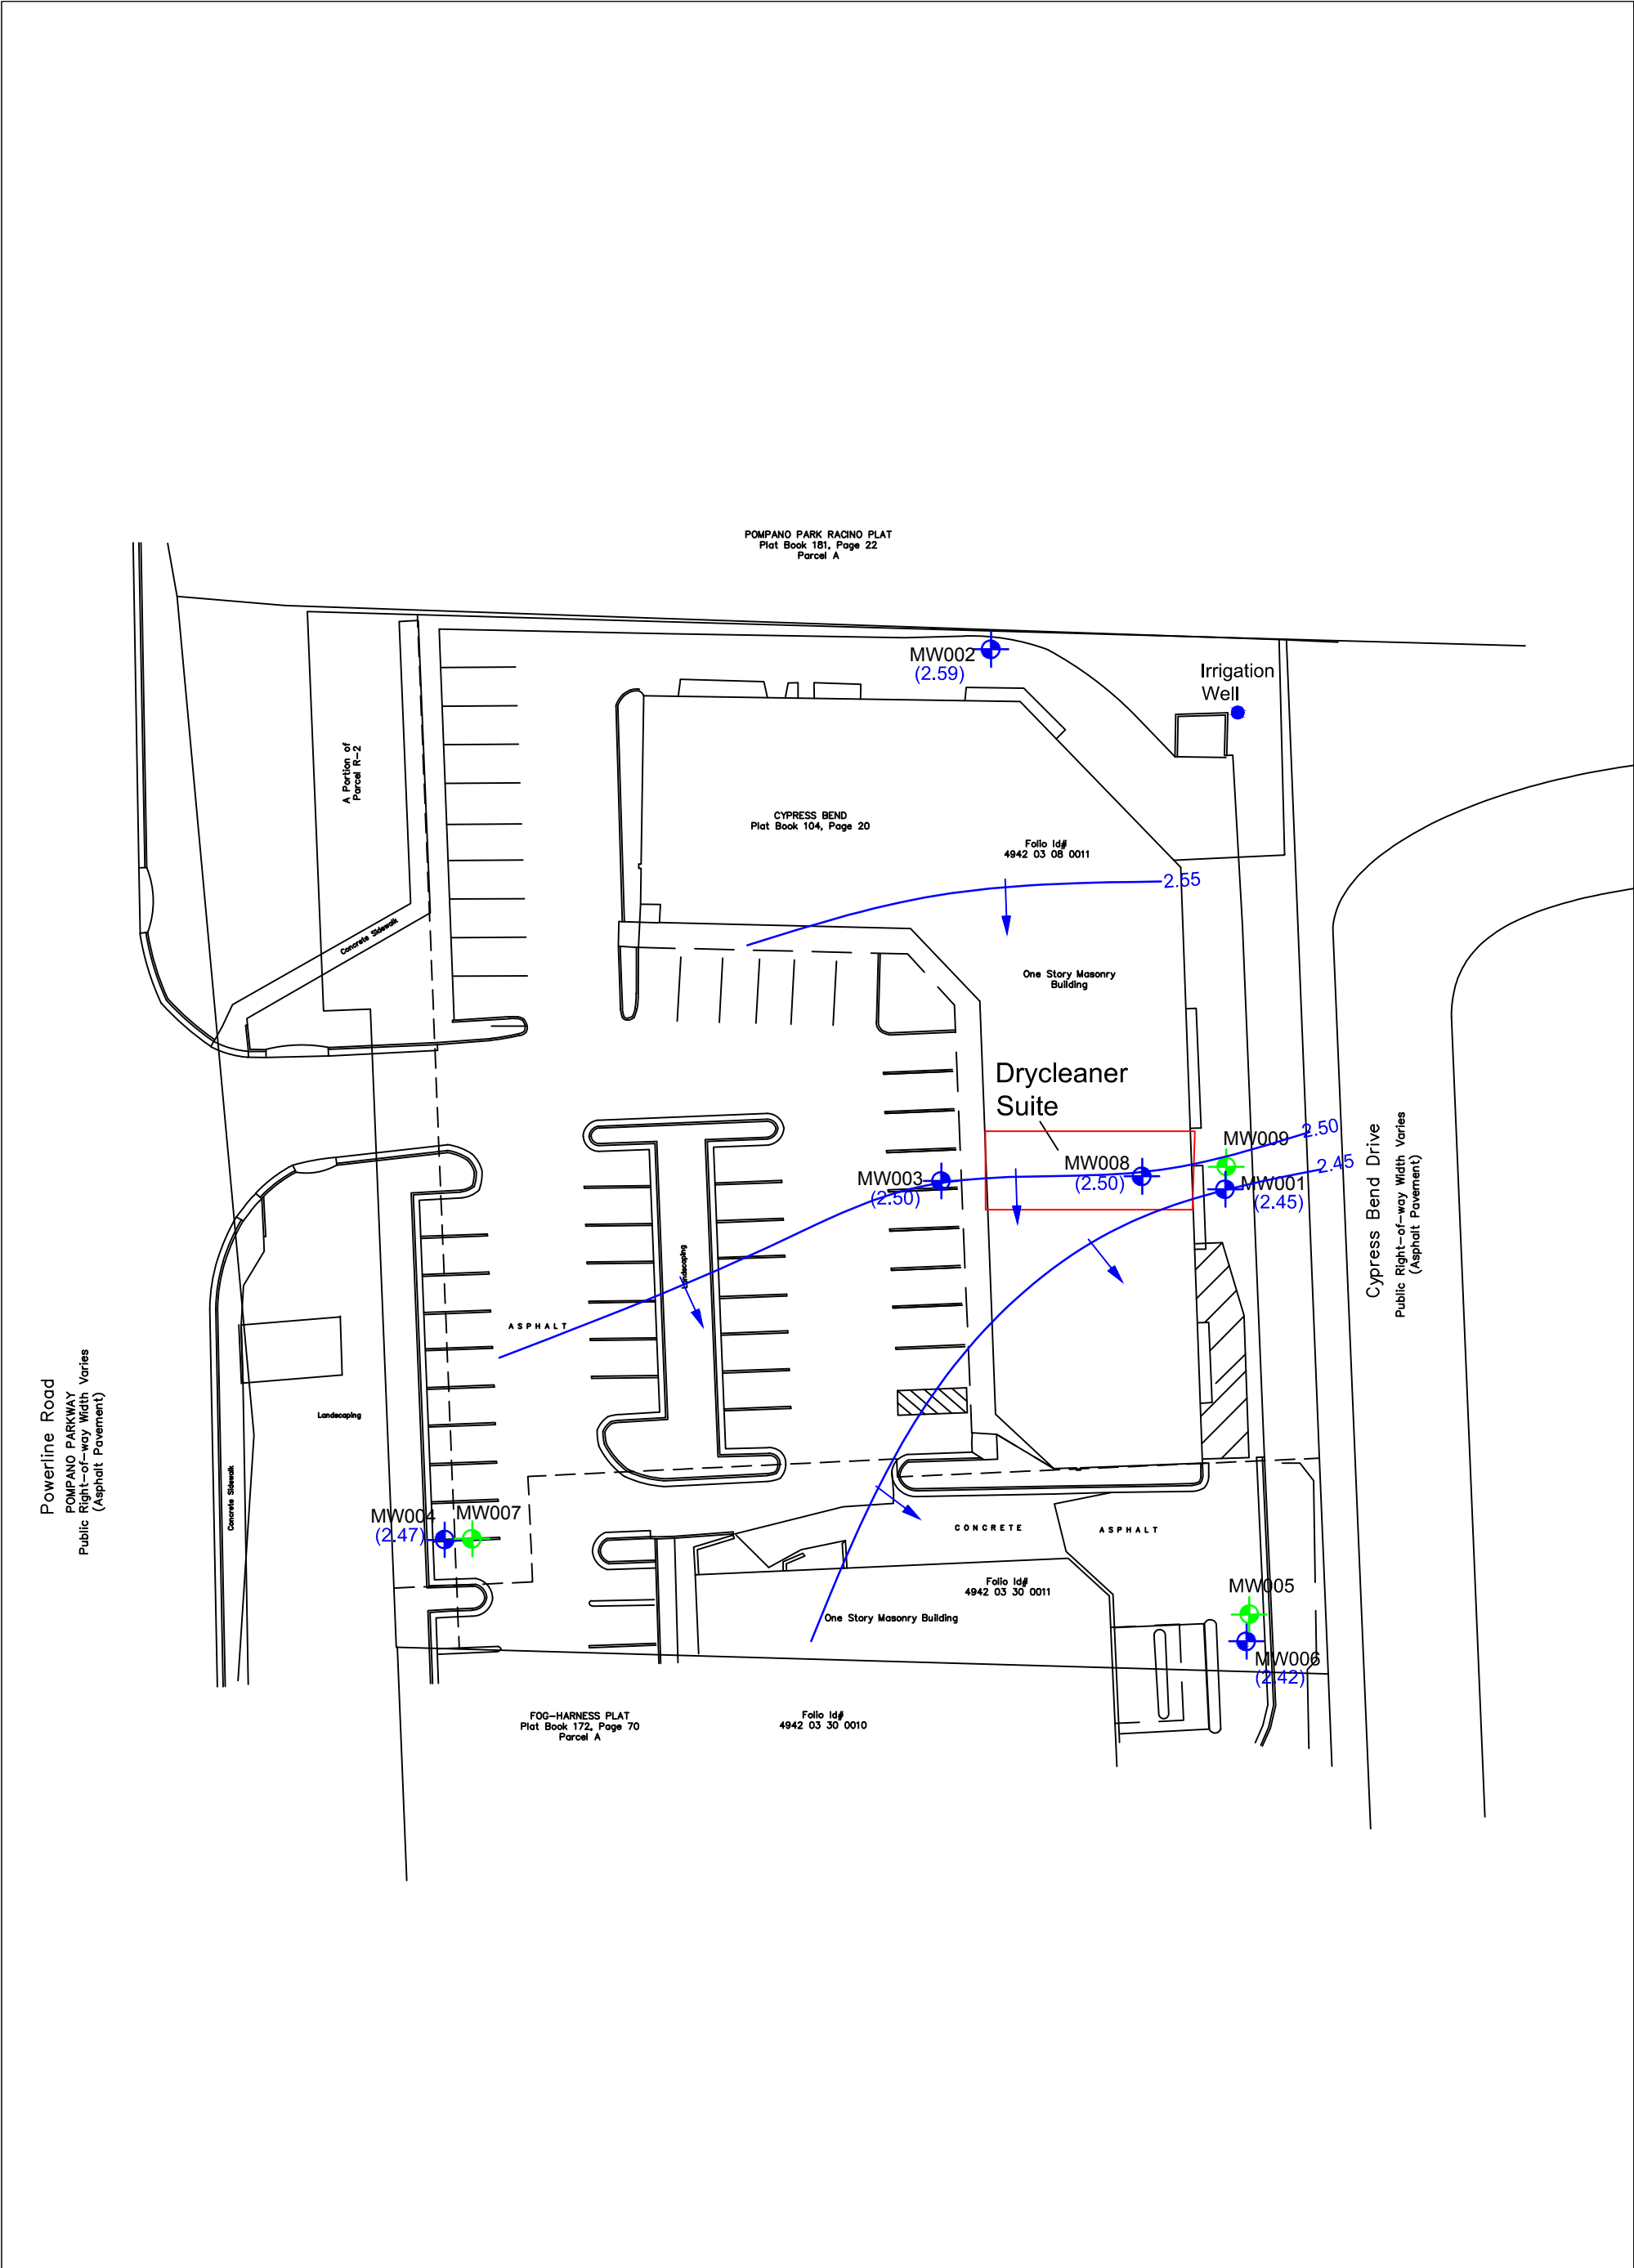 POMPANO PARK RACINO PLAT
Plat Book 181, Page 22
Parcel A
MW002
(2.59)
Irrigation
Well
A Portion of
Parcel R-2
CYPRESS BEND
Plat Book 104, Page 20
Folio Id#
4942 03 08 0011
2.55
Concrete Sidewalk
One Story Masonry
Building
Drycleaner
Suite
MW009
2.50
MW008
(2.50)
2.45
MW003
(2.50)
MW001
(2.45)
Cypress Bend Drive
Public Right-of-way Width Varies
(Asphalt Pavement)
Landscaping
ASPHALT
Landscaping
Powerline Road
POMPANO PARKWAY
Public Right-of-way Width Varies
(Asphalt Pavement)
Concrete Sidewalk
MW004
(2.47)
MW007
CONCRETE
ASPHALT
Folio Id#
4942 03 30 0011
One Story Masonry Building
MW005
MW006
(2.42)
FOG-HARNESS PLAT
Plat Book 172, Page 70
Parcel A
Folio Id#
4942 03 30 0010